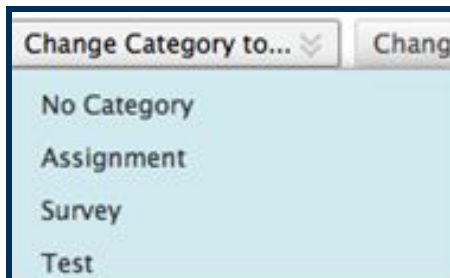 Change Category to... Chang
No Category
Assignment
Survey
Test